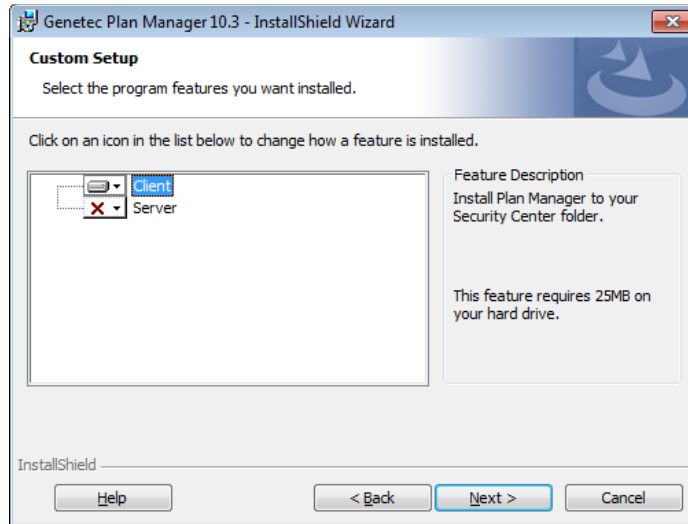 Genetec Plan Manager 10.3 - InstallShield Wizard
Custom Setup
Select the program features you want installed.
Click on an icon in the list below to change how a feature is installed.
Client
Server
Feature Description
Install Plan Manager to your
Security Center folder.
This feature requires 25MB on
your hard drive.
InstallShield
Help
< Back
Next >
Cancel